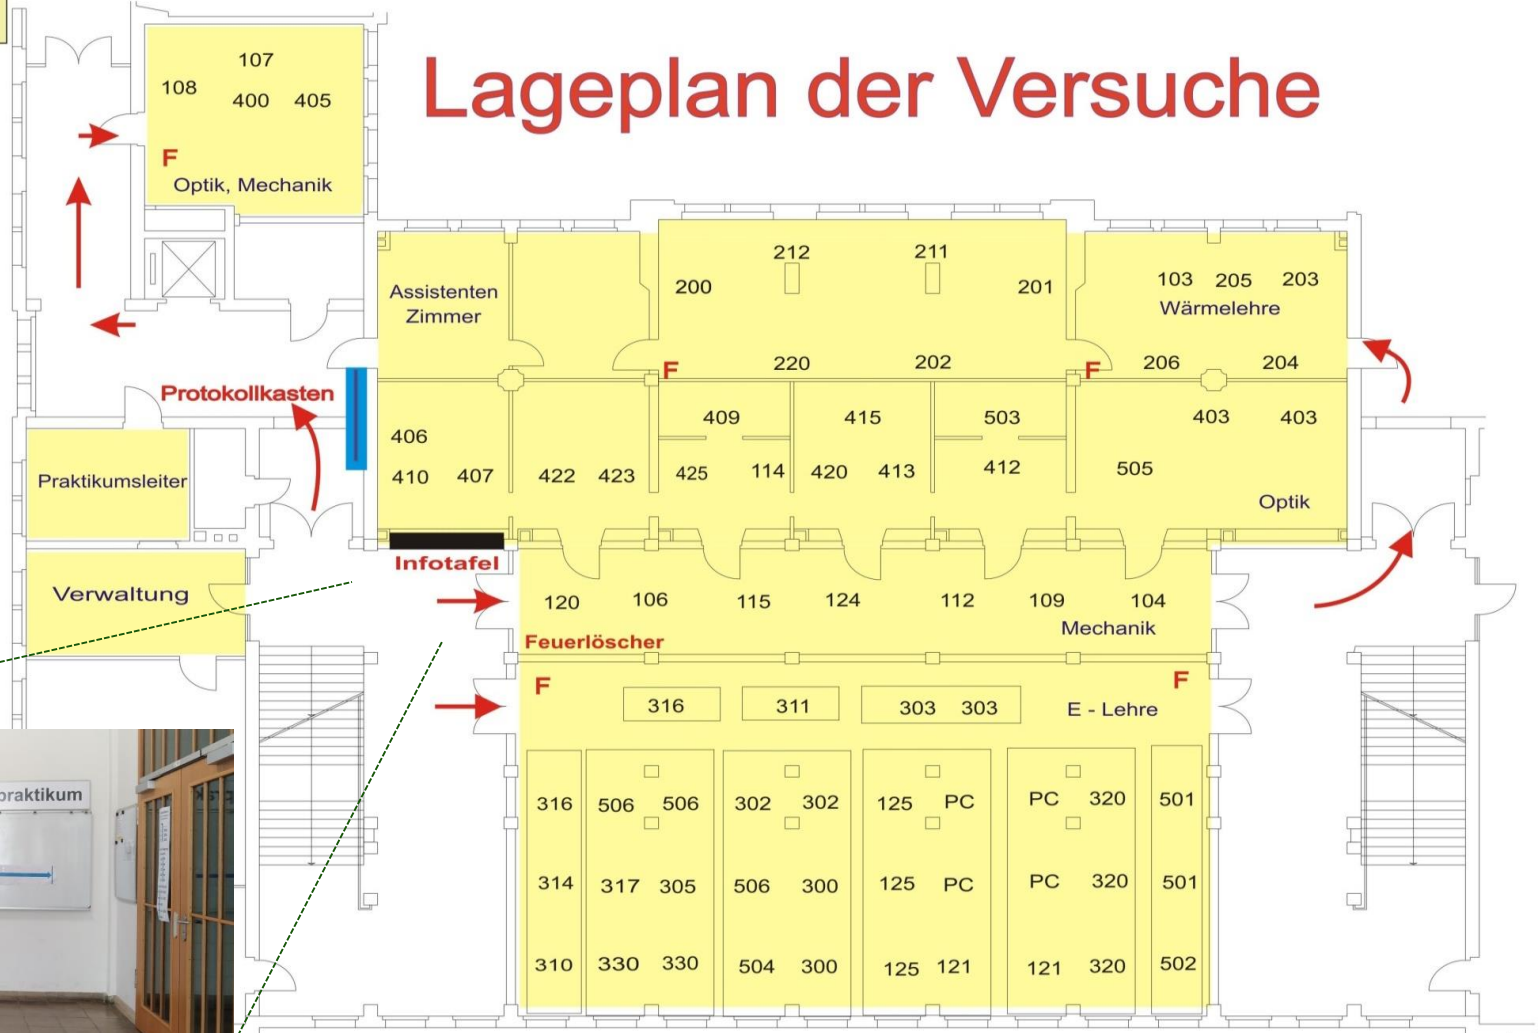 Lageplan der Versuche
107
108
400 405
F
Optik, Mechanik
Assistenten
Zimmer
212 211
200 201
220 202
F
103 205 203
Wärmelehre
206 204
F
Protokollkasten
Praktikumsleiter
Verwaltung
406
410 407
422 423
409
425 114
415
420 413
503
412
403 403
505
Optik
Infotafel
120 106 115 124 112 109 104
Mechanik
Feuerlöscher
F F
316 311 303 303
E - Lehre
316 506 506 302 302 125 PC PC 320 501
314 317 305 506 300 125 PC PC 320 501
310 330 330 504 300 125 121 121 320 502
praktikum